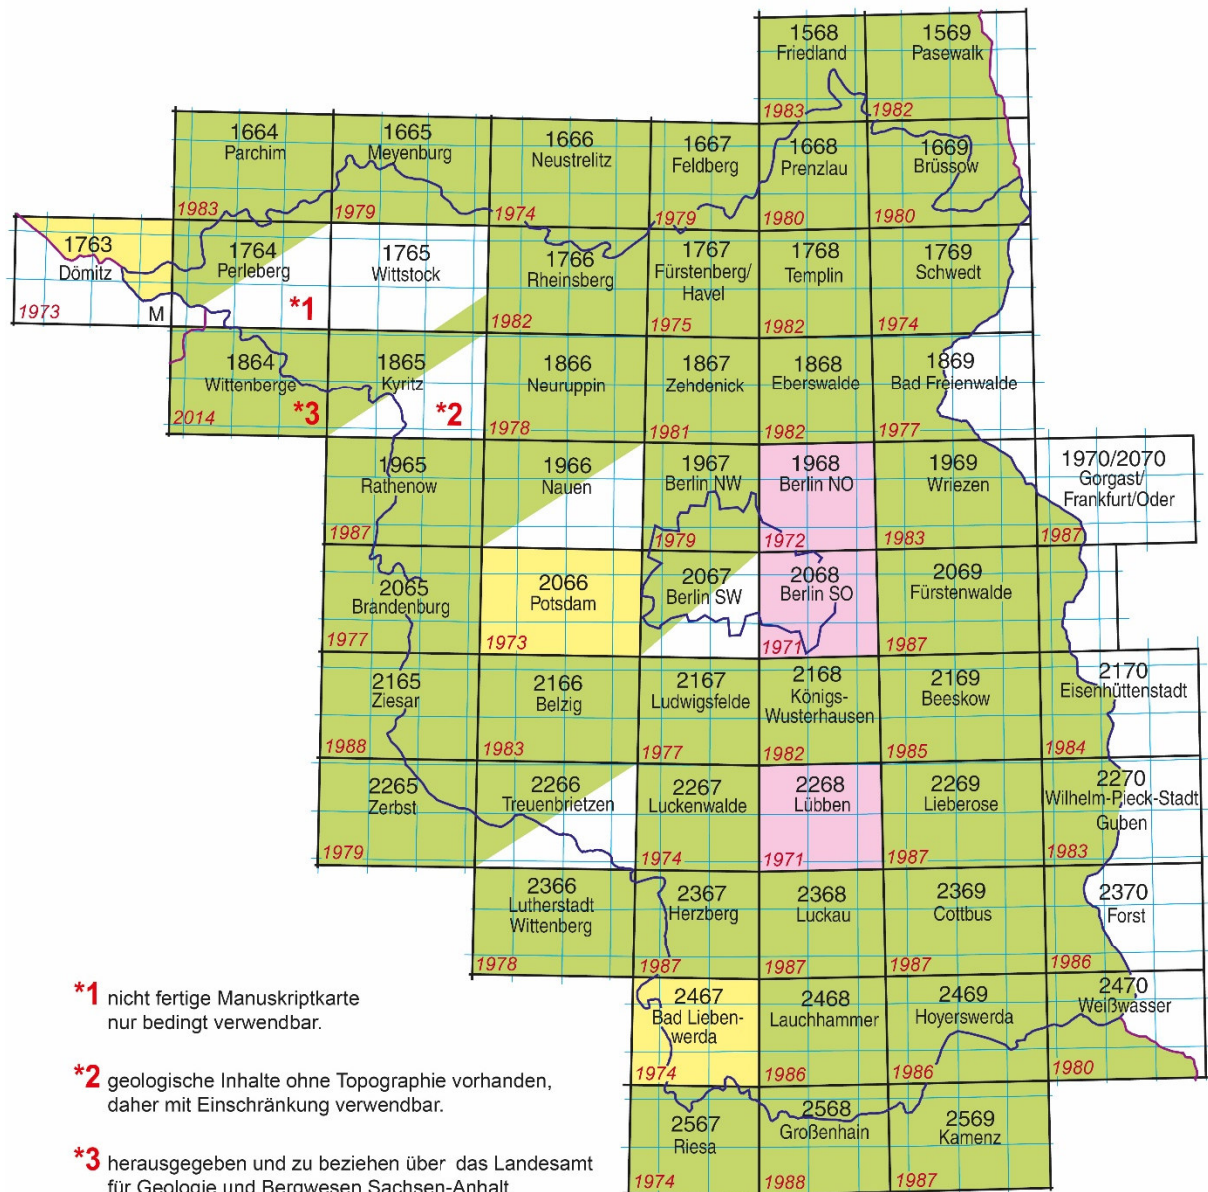 1568
Friedland
1983
1569
Pasewalk
1982
1664
Parchim
1983
1665
Meyenburg
1979
1666
Neustrelitz
1974
1667
Feldberg
1979
1668
Prenzlau
1980
1669
Brüssow
1980
1763
Dömitz
1973
M
1764
Perleberg
*1
1765
Wittstock
1766
Rheinsberg
1982
1767
Fürstenberg/
Havel
1975
1768
Templin
1982
1769
Schwedt
1974
1864
Wittenberge
2014
*3
1865
Kyritz
*2
1866
Neuruppin
1978
1867
Zehdenick
1981
1868
Eberswalde
1982
1869
Bad Freienwalde
1977
1965
Rathenow
1987
1966
Nauen
1967
Berlin NW
1979
1968
Berlin NO
1972
1969
Wriezen
1983
1970/2070
Gorgast/
Frankfurt/Oder
1987
2065
Brandenburg
1977
2066
Potsdam
1973
2067
Berlin SW
2068
Berlin SO
1971
2069
Fürstenwalde
1987
2165
Ziesar
1988
2166
Belzig
1983
2167
Ludwigsfelde
1977
2168
Königs-
Wusterhausen
1982
2169
Beeskow
1985
2170
Eisenhüttenstadt
1984
2265
Zerbst
1979
2266
Treuenbrietzen
2267
Luckenwalde
1974
2268
Lübben
1971
2269
Lieberose
1987
2270
Wilhelm-Pieck-Stadt
Guben
1983
2366
Lutherstadt
Wittenberg
1978
2367
Herzberg
1987
2368
Luckau
1987
2369
Cottbus
1987
2370
Forst
1986
2467
Bad Lieben-
werda
1974
2468
Lauchhammer
1986
2469
Hoyerswerda
1986
2470
Weißwasser
1980
2567
Riesa
1974
2568
Großenhain
1988
2569
Kamenz
1987
*1 nicht fertige Manuskriptkarte
nur bedingt verwendbar.
*2 geologische Inhalte ohne Topographie vorhanden,
daher mit Einschränkung verwendbar.
*3 herausgegeben und zu beziehen über das Landesamt
für Geologie und Bergwesen Sachsen-Anhalt